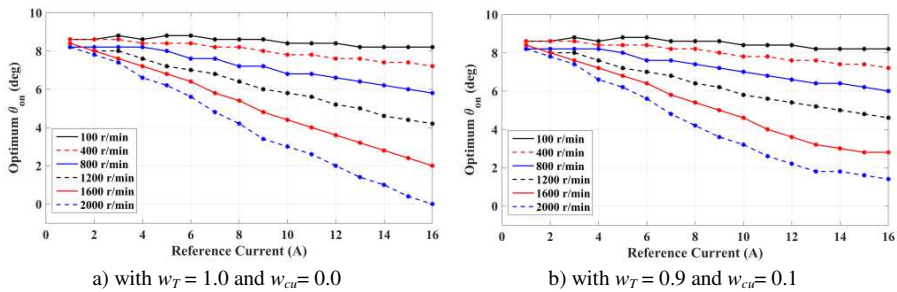 10
8
6
4
2
0
Optimum θon (deg)
100 r/min
400 r/min
800 r/min
1200 r/min
1600 r/min
2000 r/min
0 2 4 6 8 10 12 14 16
Reference Current (A)
a) with wT = 1.0 and wcu= 0.0
10
8
6
4
2
0
Optimum θon (deg)
100 r/min
400 r/min
800 r/min
1200 r/min
1600 r/min
2000 r/min
0 2 4 6 8 10 12 14 16
Reference Current (A)
b) with wT = 0.9 and wcu= 0.1